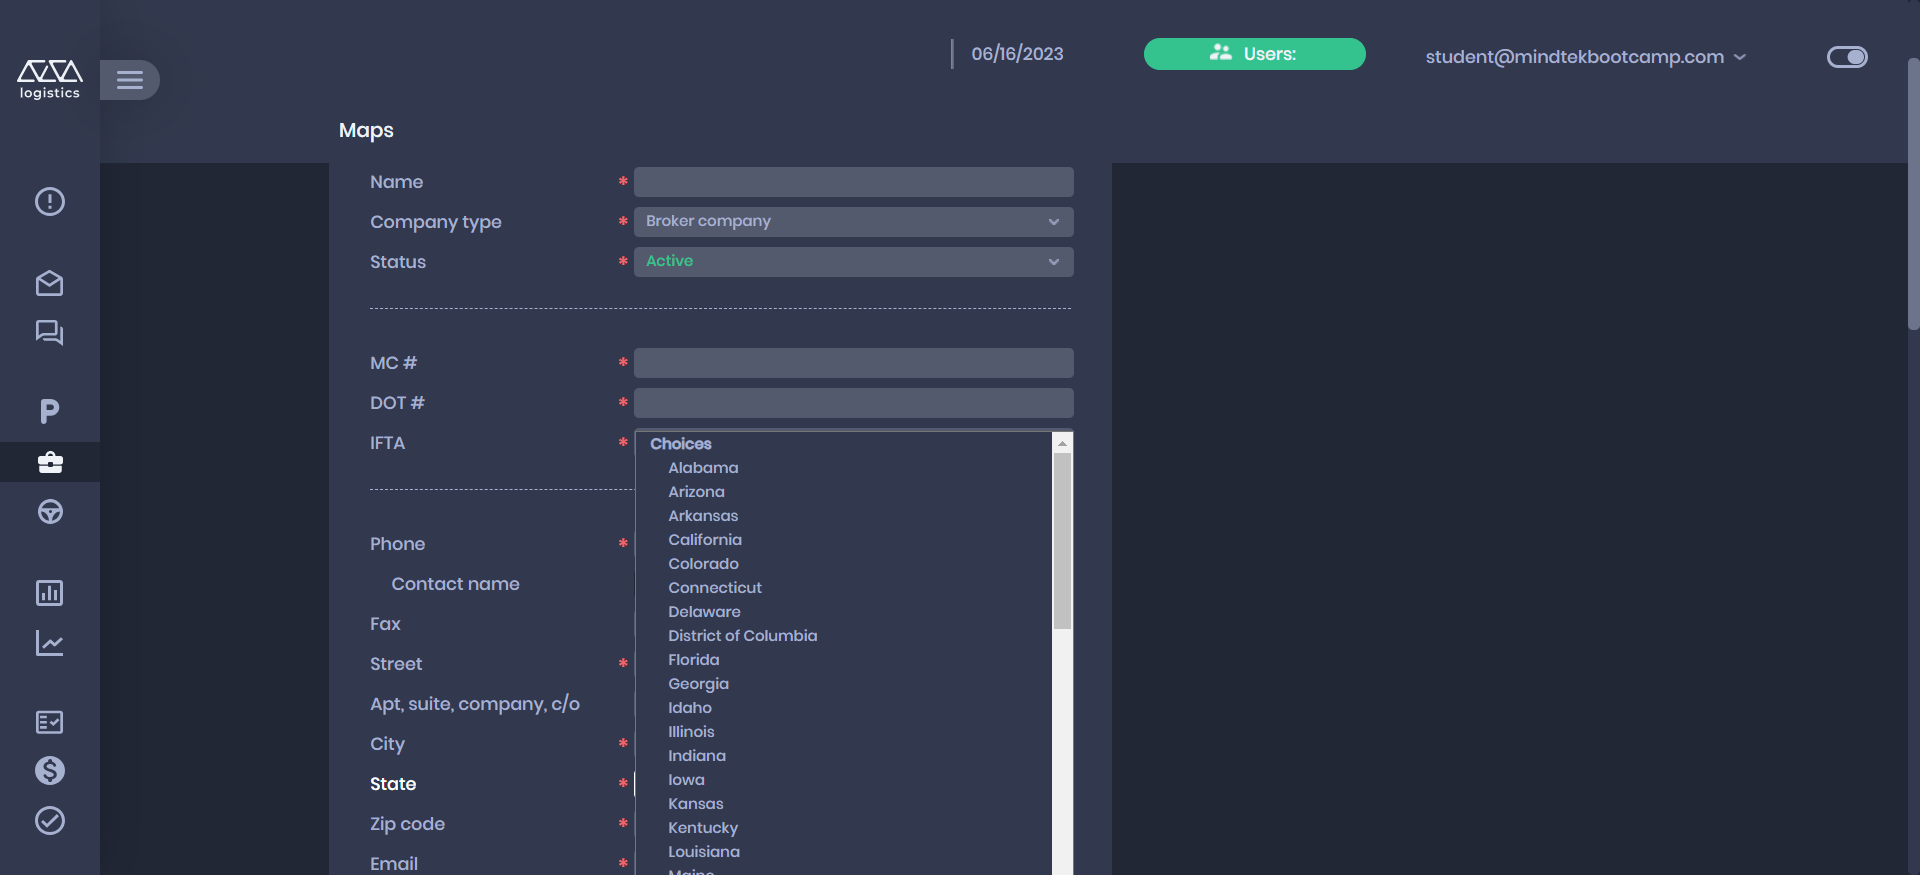 logistics
06/16/2023
Users:
student@mindtekbootcamp.com
Maps
Name *
Company type * Broker company
Status * Active
MC # *
DOT # *
IFTA *
Choices
Alabama
Arizona
Arkansas
California
Colorado
Connecticut
Delaware
District of Columbia
Florida
Georgia
Idaho
Illinois
Indiana
Iowa
Kansas
Kentucky
Louisiana
Maine
Phone *
Contact name
Fax
Street *
Apt, suite, company, c/o
City *
State *
Zip code *
Email *